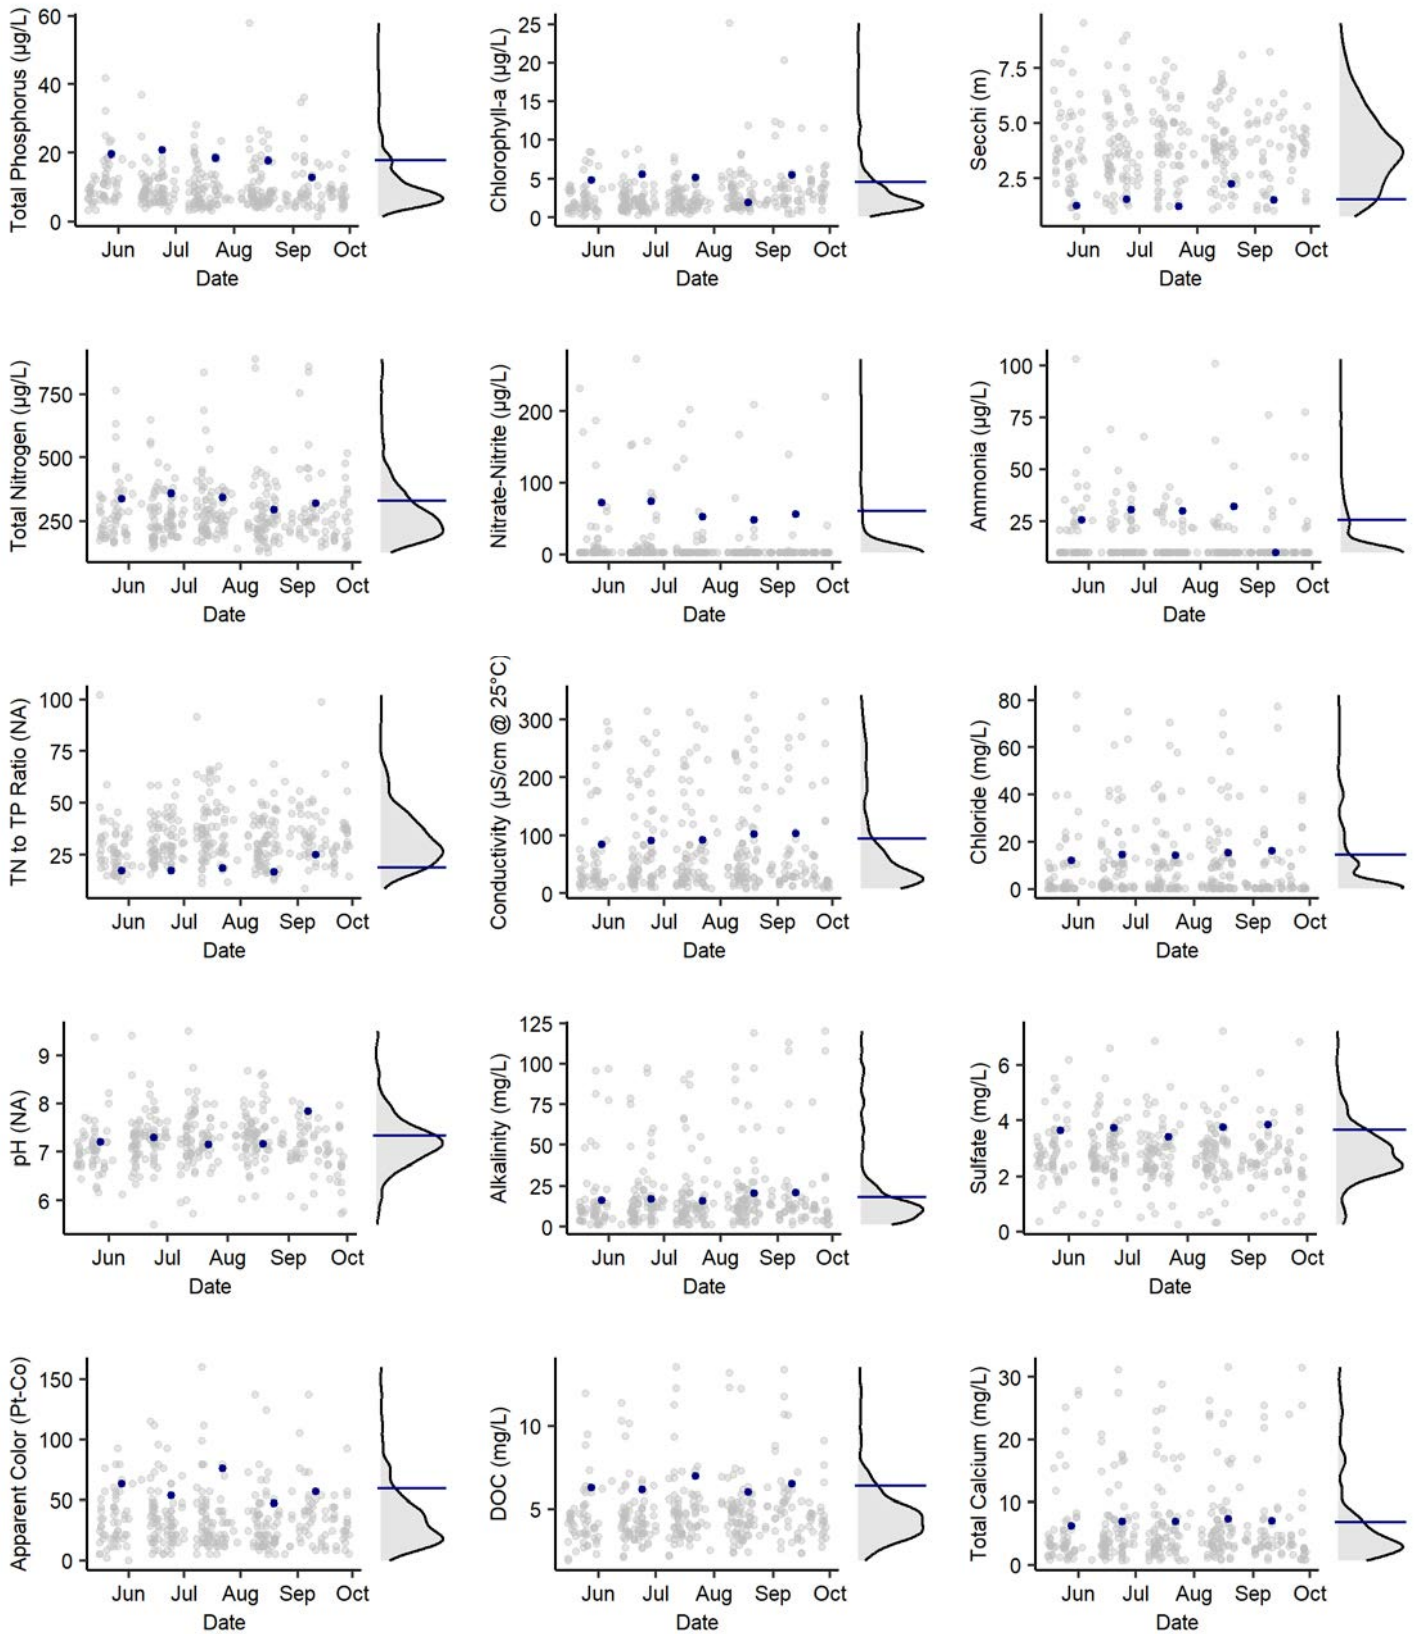 Total Phosphorus (µg/L)
60
40
20
0
Jun Jul Aug Sep Oct
Date
Chlorophyll-a (µg/L)
25
20
15
10
5
0
Jun Jul Aug Sep Oct
Date
Secchi (m)
7.5
5.0
2.5
Jun Jul Aug Sep Oct
Date
Total Nitrogen (µg/L)
750
500
250
Jun Jul Aug Sep Oct
Date
Nitrate-Nitrite (µg/L)
200
100
0
Jun Jul Aug Sep Oct
Date
Ammonia (µg/L)
100
75
50
25
Jun Jul Aug Sep Oct
Date
TN to TP Ratio (NA)
100
75
50
25
Jun Jul Aug Sep Oct
Date
Conductivity (µS/cm @ 25°C)
300
200
100
0
Jun Jul Aug Sep Oct
Date
Chloride (mg/L)
80
60
40
20
0
Jun Jul Aug Sep Oct
Date
pH (NA)
9
8
7
6
Jun Jul Aug Sep Oct
Date
Alkalinity (mg/L)
125
100
75
50
25
0
Jun Jul Aug Sep Oct
Date
Sulfate (mg/L)
6
4
2
0
Jun Jul Aug Sep Oct
Date
Apparent Color (Pt-Co)
150
100
50
0
Jun Jul Aug Sep Oct
Date
DOC (mg/L)
10
5
Jun Jul Aug Sep Oct
Date
Total Calcium (mg/L)
30
20
10
0
Jun Jul Aug Sep Oct
Date